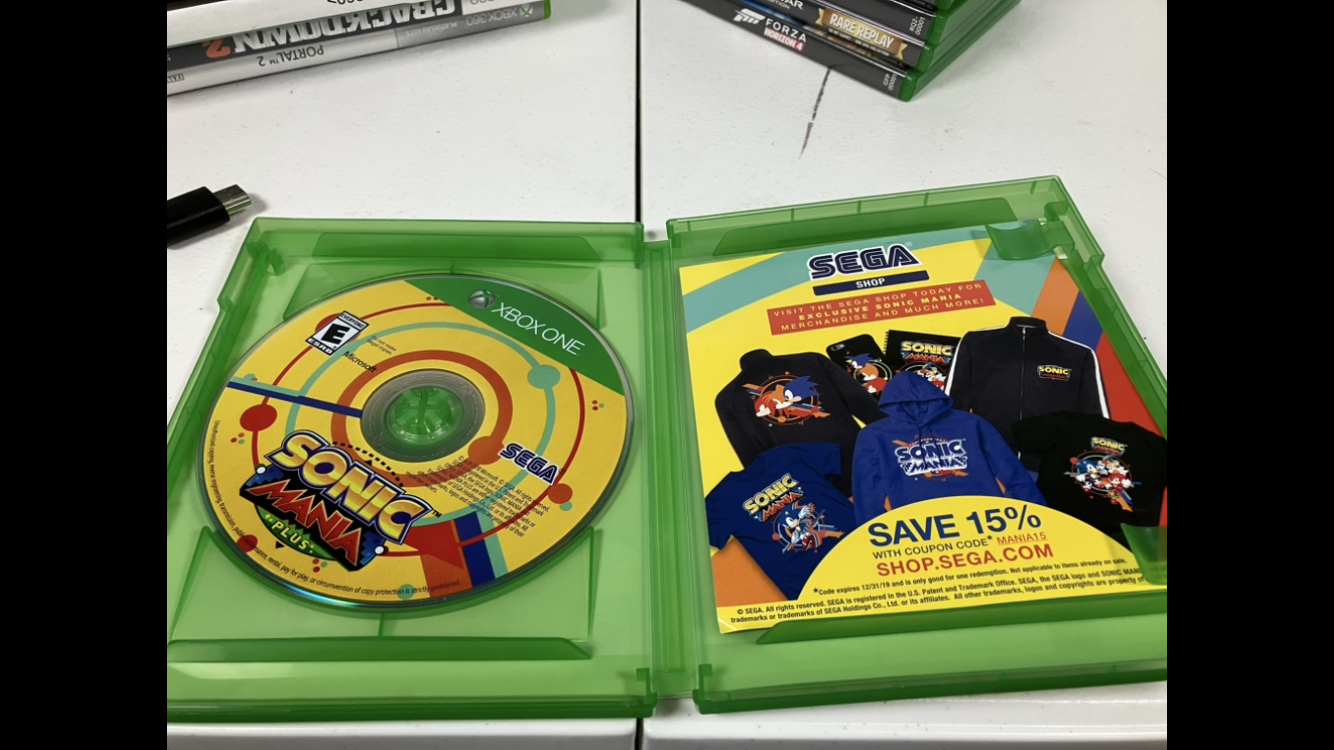 XBOX 360
CRACKDOWN 2
PORTAL™ 2
RARE REPLAY
FORZA
HORIZON 4
XBOX ONE
E
ESRB
Microsoft
SEGA
SONIC
MANIA
PLUS
SEGA
SHOP
VISIT THE SEGA SHOP TODAY FOR
EXCLUSIVE SONIC MANIA
MERCHANDISE AND MUCH MORE!
SONIC
MANIA
SONIC
MANIA
SONIC
MANIA
SONIC
MANIA
SONIC
MANIA
SAVE 15%
WITH COUPON CODE* MANIA15
SHOP.SEGA.COM
*Code expires 12/31/19 and is only good for one redemption. Not applicable to items already on sale.
© SEGA. All rights reserved. SEGA is registered in the U.S. Patent and Trademark Office. SEGA, the SEGA logo and SONIC MAN
trademarks or trademarks of SEGA Holdings Co., Ltd. or its affiliates. All other trademarks, logos and copyrights are property of